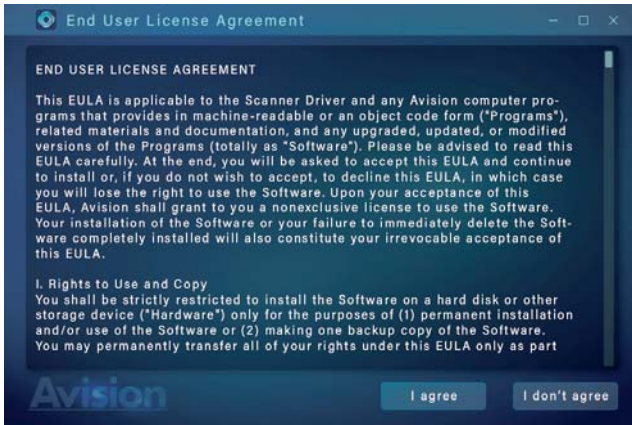 End User License Agreement
END USER LICENSE AGREEMENT
This EULA is applicable to the Scanner Driver and any Avision computer pro-
grams that provides in machine-readable or an object code form ("Programs"),
related materials and documentation, and any upgraded, updated, or modified
versions of the Programs (totally as "Software"). Please be advised to read this
EULA carefully. At the end, you will be asked to accept this EULA and continue
to install or, if you do not wish to accept, to decline this EULA, in which case
you will lose the right to use the Software. Upon your acceptance of this
EULA, Avision shall grant to you a nonexclusive license to use the Software.
Your installation of the Software or your failure to immediately delete the Soft-
ware completely installed will also constitute your irrevocable acceptance of
this EULA.
I. Rights to Use and Copy
You shall be strictly restricted to install the Software on a hard disk or other
storage device ("Hardware") only for the purposes of (1) permanent installation
and/or use of the Software or (2) making one backup copy of the Software.
You may permanently transfer all of your rights under this EULA only as part
Avision
I agree
I don't agree